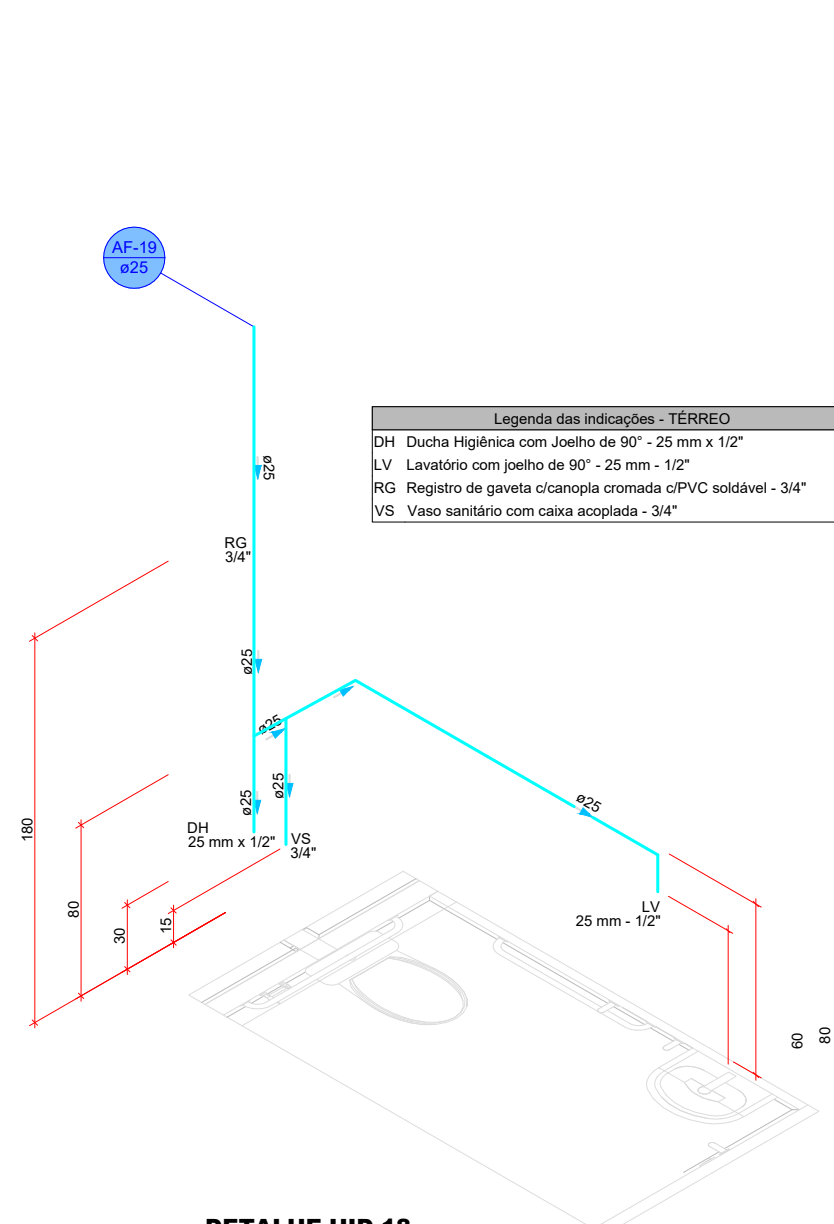 AF-19
ø25
Legenda das indicações - TÉRREO
DH Ducha Higiênica com Joelho de 90° - 25 mm x 1/2"
LV Lavatório com joelho de 90° - 25 mm - 1/2"
RG Registro de gaveta c/canopla cromada c/PVC soldável - 3/4"
VS Vaso sanitário com caixa acoplada - 3/4"
ø25
RG
3/4"
ø25
ø25
ø25
ø25
ø25
DH
25 mm x 1/2"
VS
3/4"
LV
25 mm - 1/2"
180
80
30
15
60
80
DETALHE HID-18